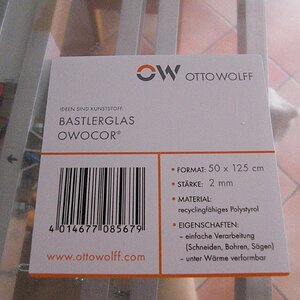 OW OTTO WOLFF
IDEEN SIND KUNSTSTOFF.
BASTLERGLAS
OWOCOR®
• FORMAT: 50 x 125 cm
• STÄRKE: 2 mm
• MATERIAL:
recyclingfähiges Polystyrol
• EIGENSCHAFTEN:
– einfache Verarbeitung
(Schneiden, Bohren, Sägen)
– unter Wärme verformbar
4 014677 085679
www.ottowolff.com